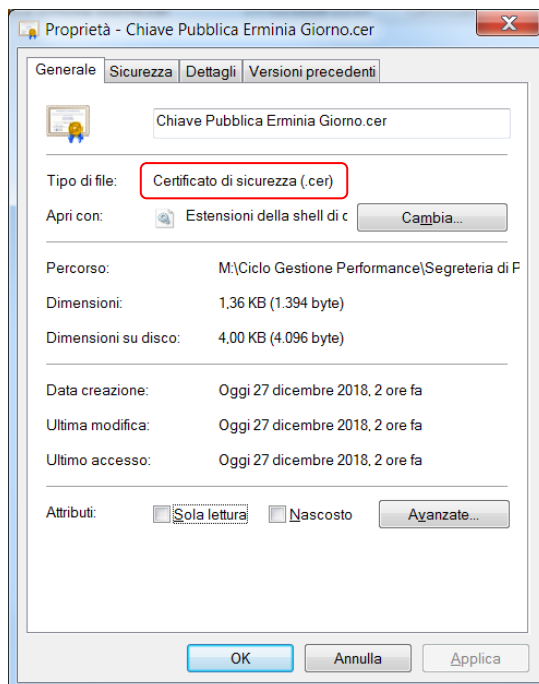 Proprietà - Chiave Pubblica Erminia Giorno.cer
X
Generale Sicurezza Dettagli Versioni precedenti
Chiave Pubblica Erminia Giorno.cer
Tipo di file: Certificato di sicurezza (.cer)
Apri con: Estensioni della shell di c Cambia...
Percorso: M:\Ciclo Gestione Performance\Segreteria di P
Dimensioni: 1,36 KB (1.394 byte)
Dimensioni su disco: 4,00 KB (4.096 byte)
Data creazione: Oggi 27 dicembre 2018, 2 ore fa
Ultima modifica: Oggi 27 dicembre 2018, 2 ore fa
Ultimo accesso: Oggi 27 dicembre 2018, 2 ore fa
Attributi: Sola lettura Nascosto Avanzate...
OK Annulla Applica